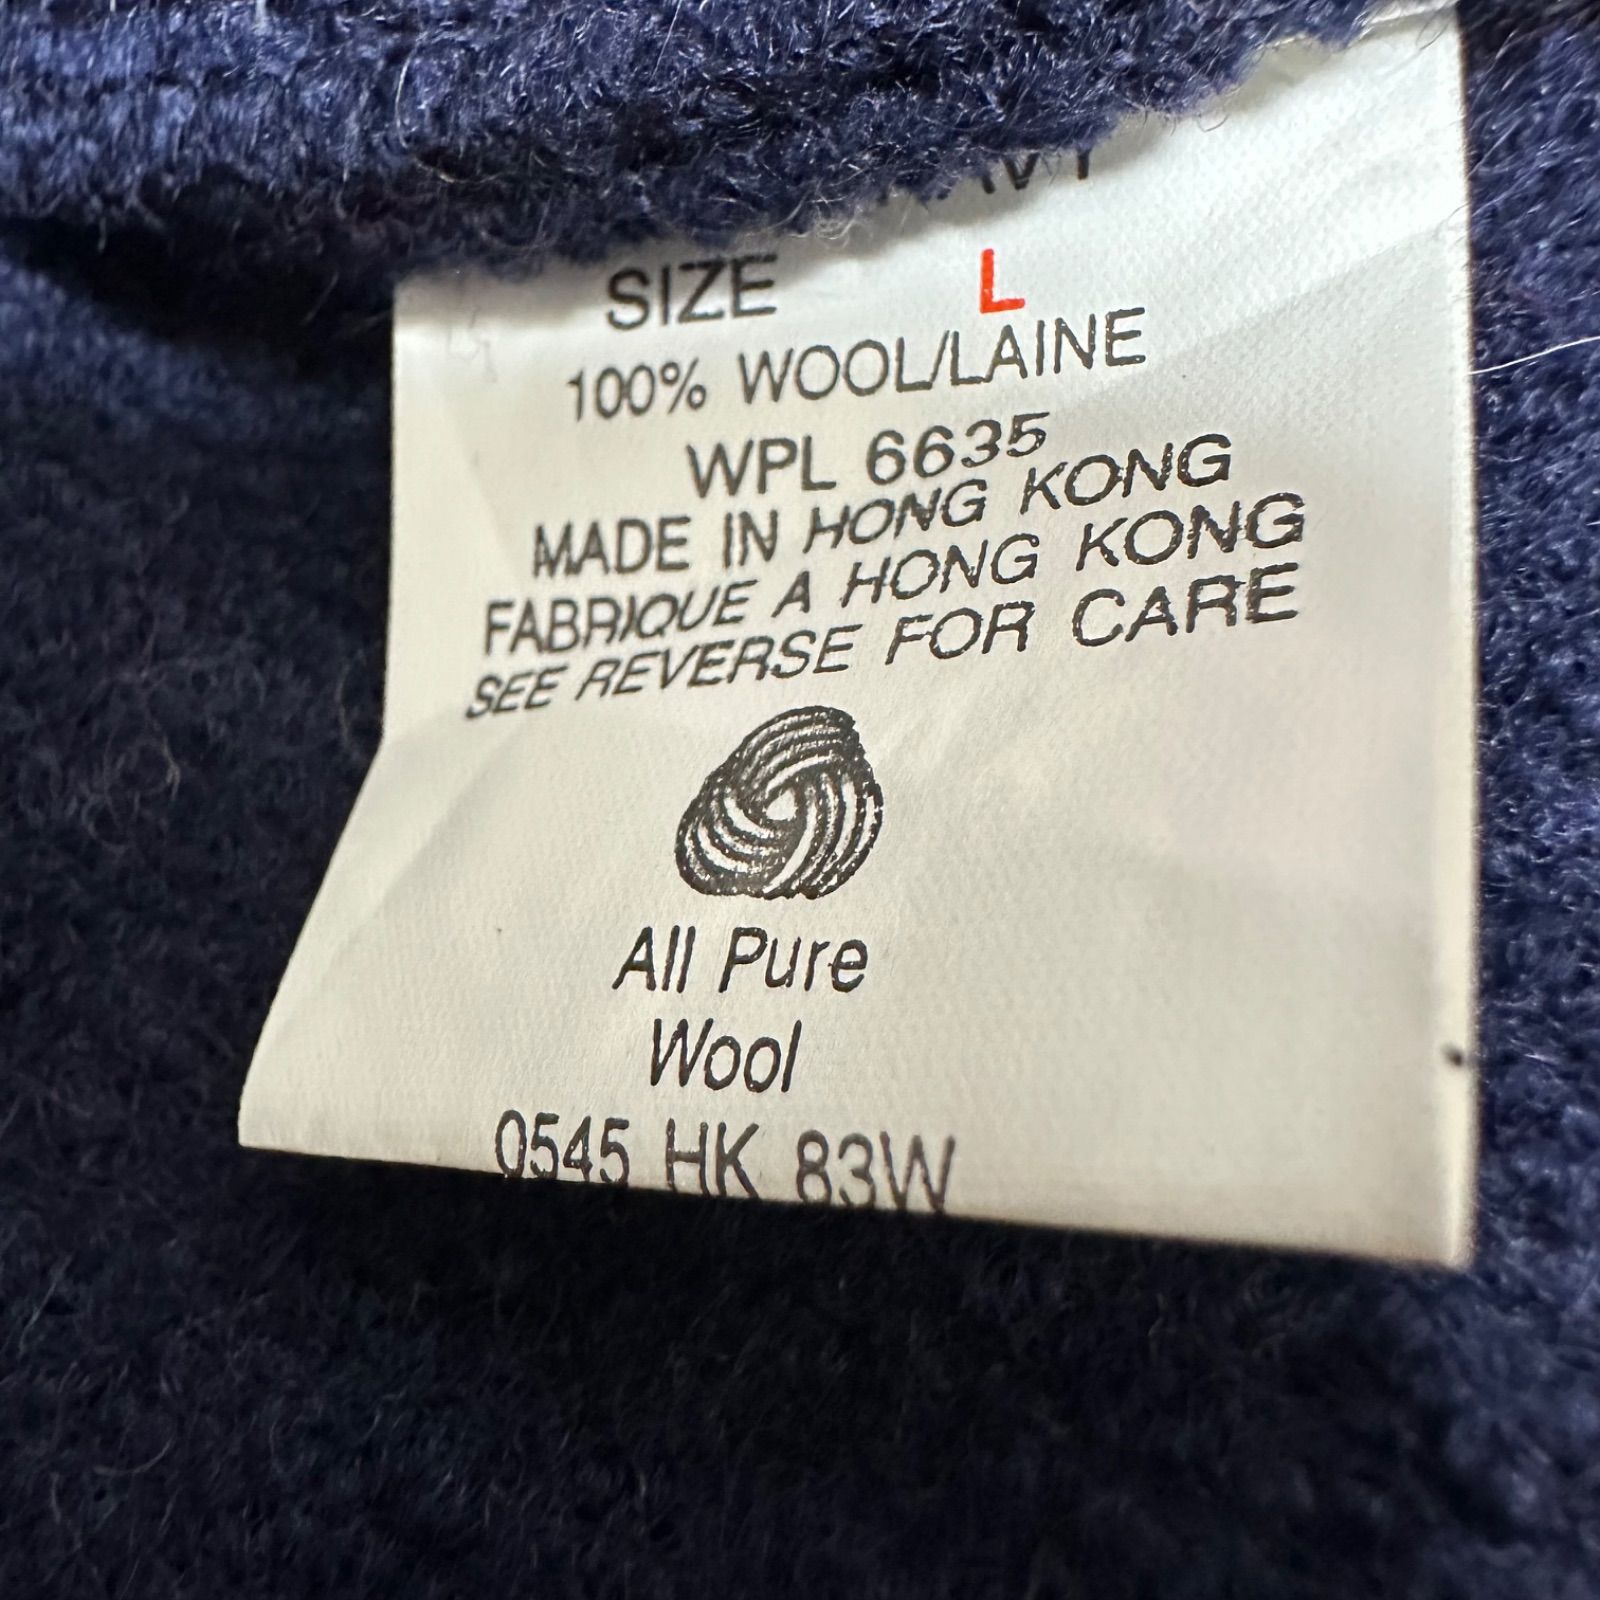 SIZE L
100% WOOL/LAINE
WPL 6635
MADE IN HONG KONG
FABRIQUE A HONG KONG
SEE REVERSE FOR CARE
All Pure
Wool
0545 HK 83W